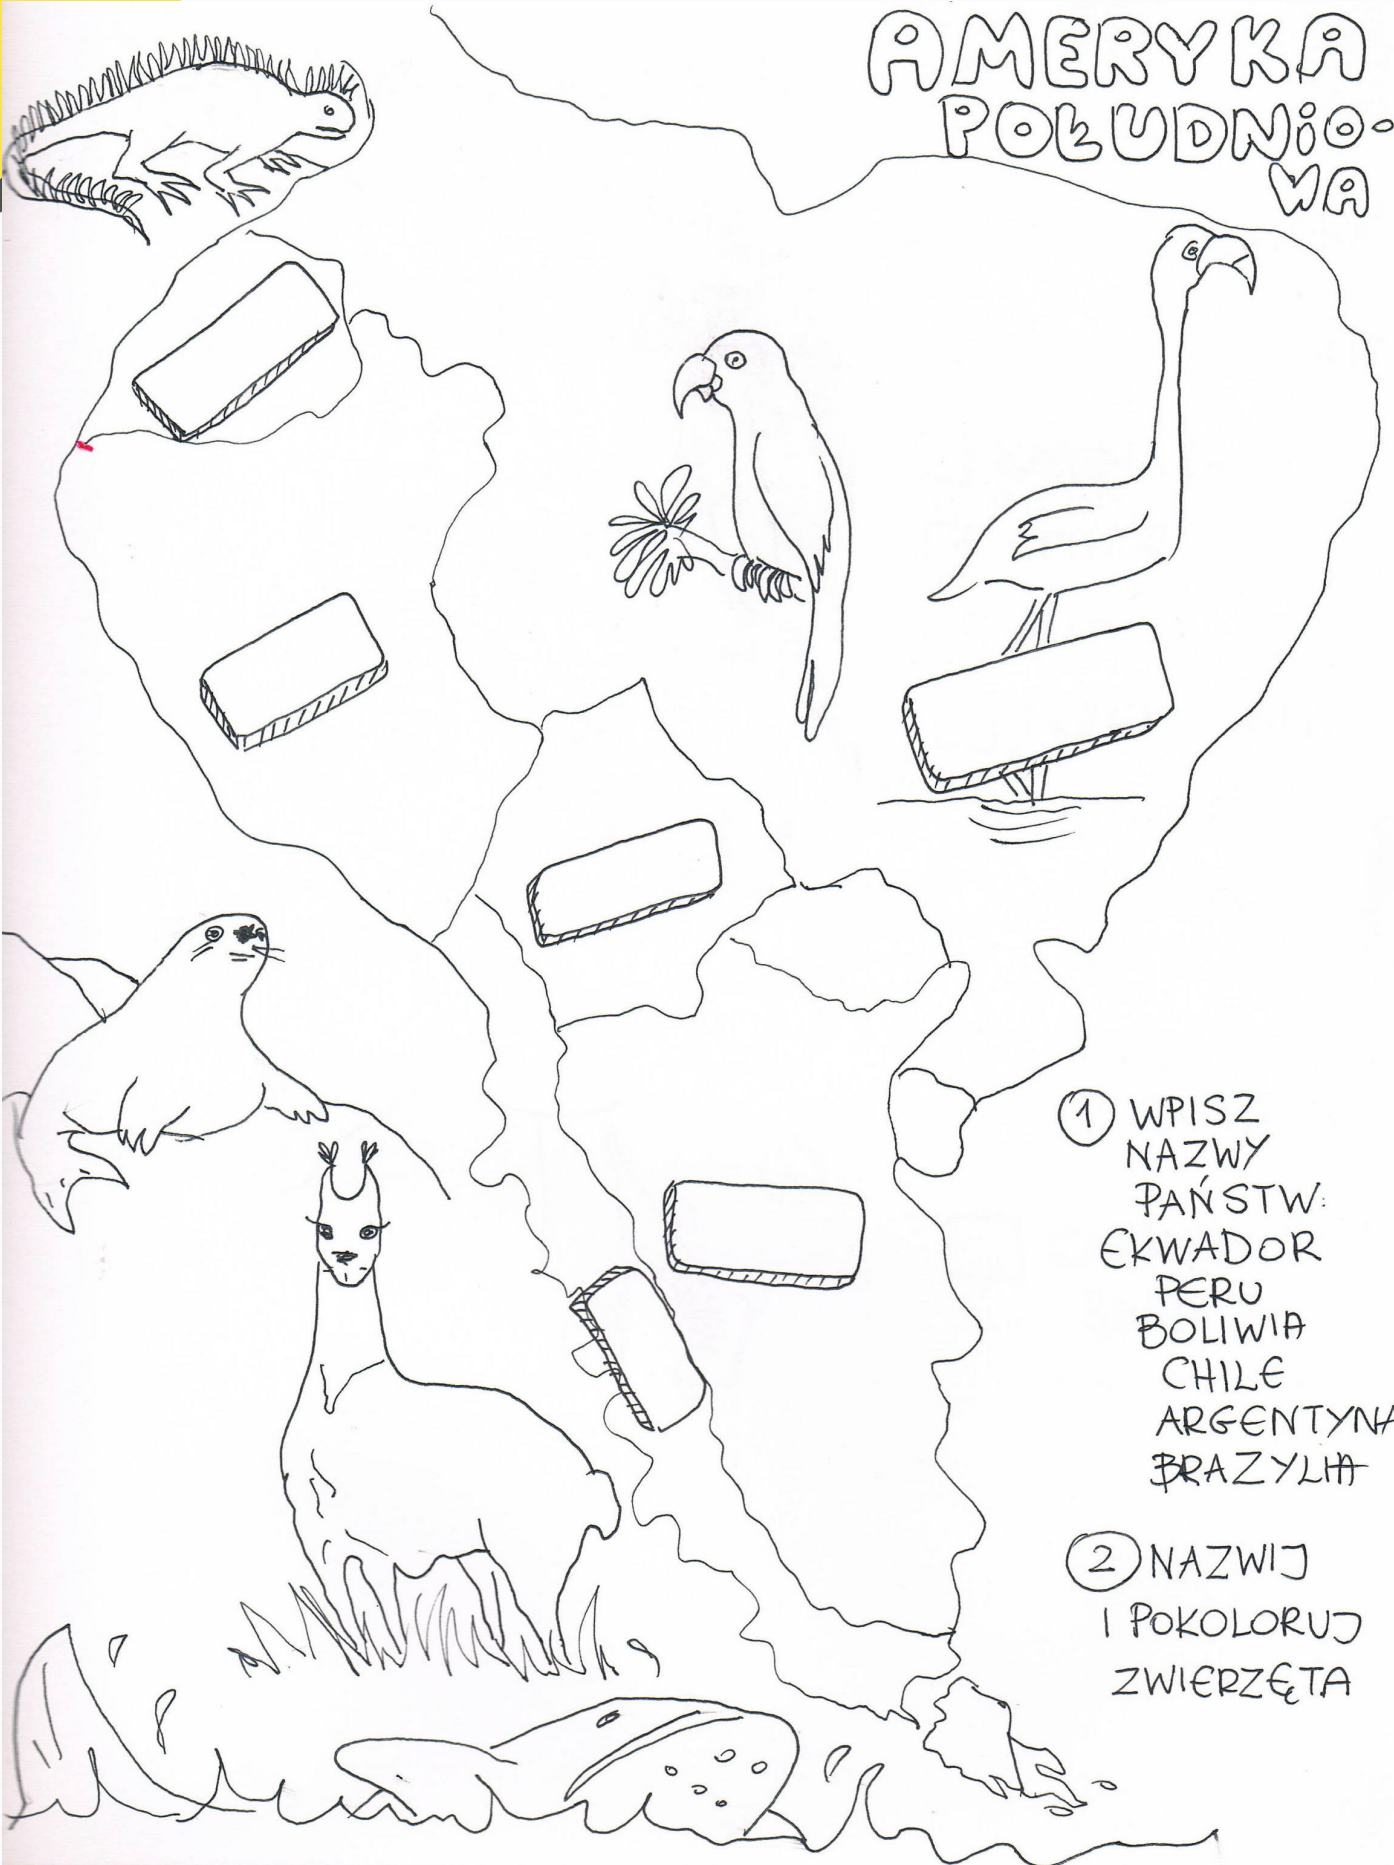 AMERYKA
POŁUDNIO-
WA
1 WPISZ
NAZWY
PAŃSTW:
EKWADOR
PERU
BOLIWIA
CHILE
ARGENTYNA
BRAZYLIA
2 NAZWIJ
I POKOLORUJ
ZWIERZĘTA